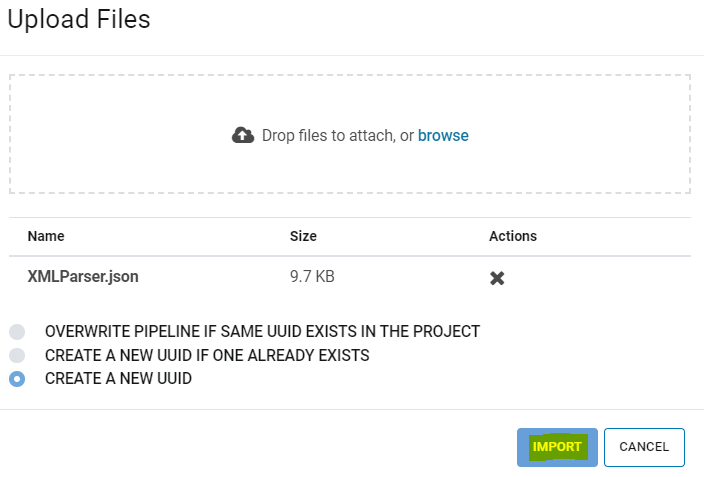 Upload Files
Drop files to attach, or browse
Name Size Actions
XMLParser.json 9.7 KB
OVERWRITE PIPELINE IF SAME UUID EXISTS IN THE PROJECT
CREATE A NEW UUID IF ONE ALREADY EXISTS
CREATE A NEW UUID
IMPORT CANCEL